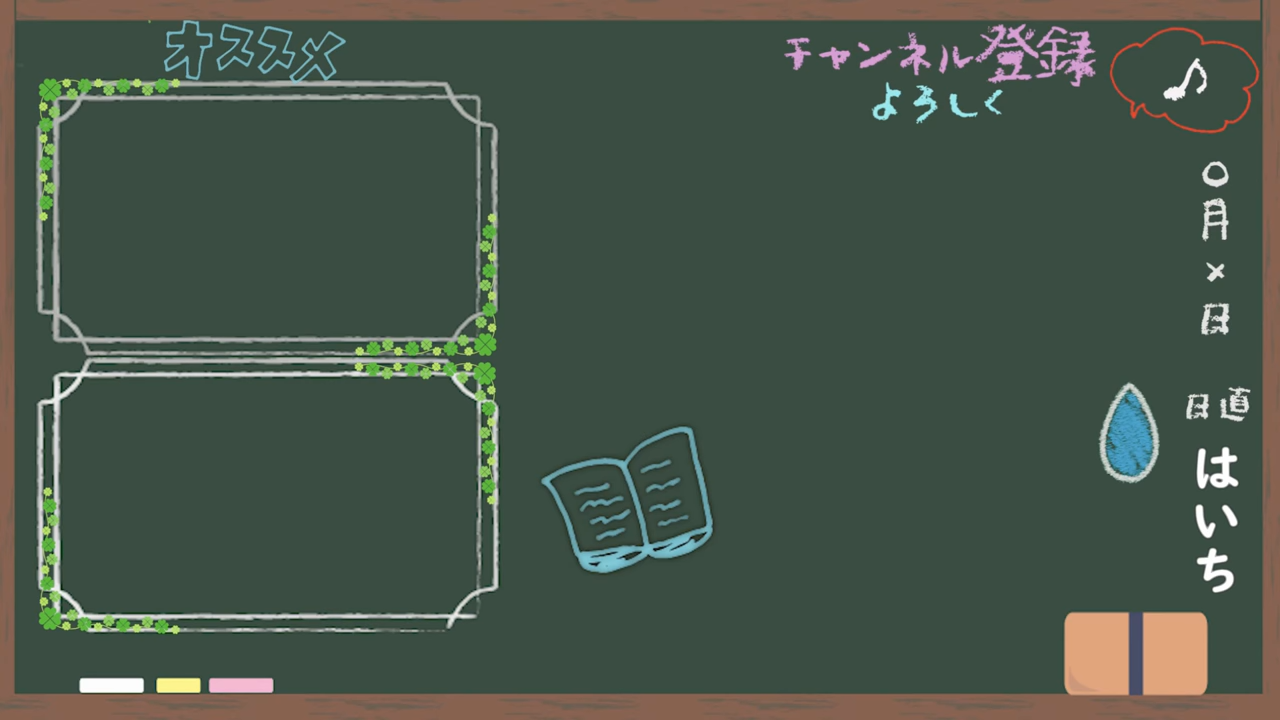 オススメ
チャンネル登録
よろしく
〇月×日
日直
はいち